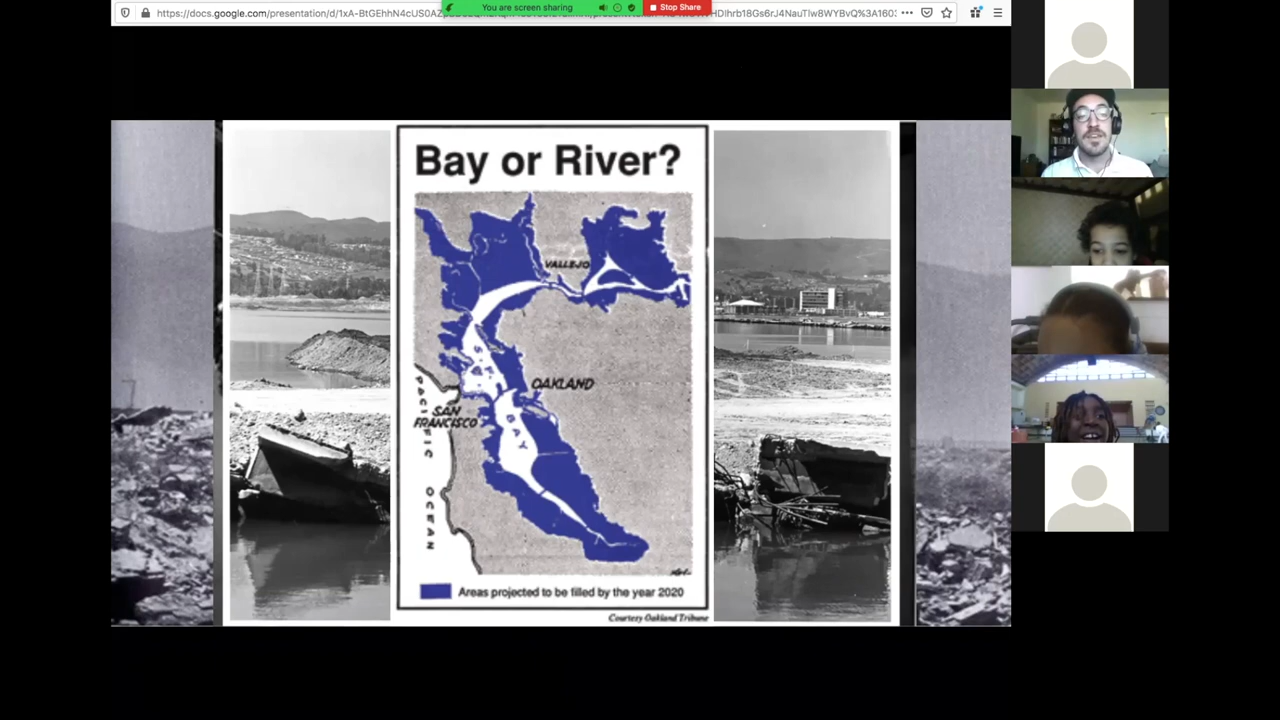 You are screen sharing
Stop Share
Bay or River?
VALLEJO
OAKLAND
SAN
FRANCISCO
BAY
PACIFIC
OCEAN
Areas projected to be filled by the year 2020
Courtesy Oakland Tribune